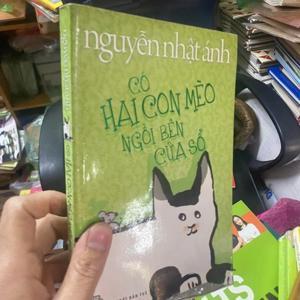 nguyễn nhật ánh
CÓ
HAI CON MÈO
NGỒI BÊN
CỬA SỔ